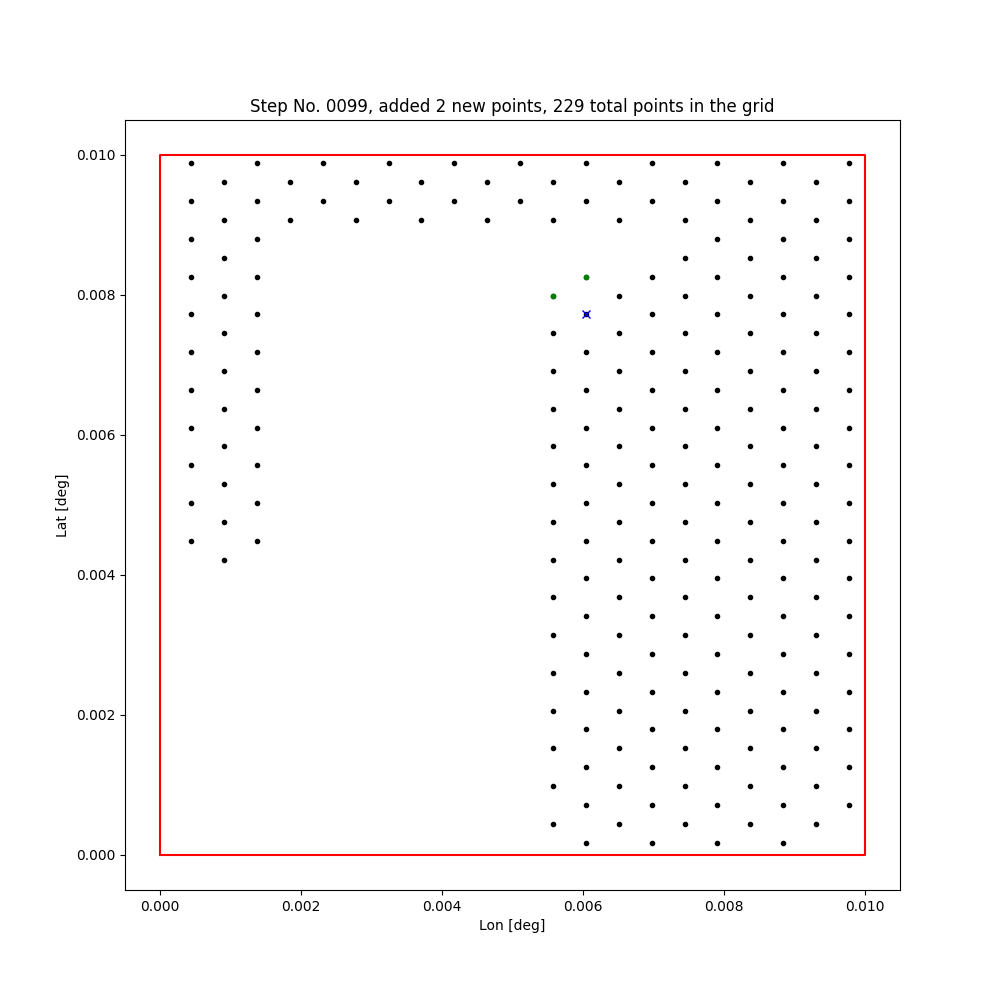 Step No. 0099, added 2 new points, 229 total points in the grid
0.010
0.008
0.006
0.004
0.002
0.000
Lat [deg]
0.000 0.002 0.004 0.006 0.008 0.010
Lon [deg]